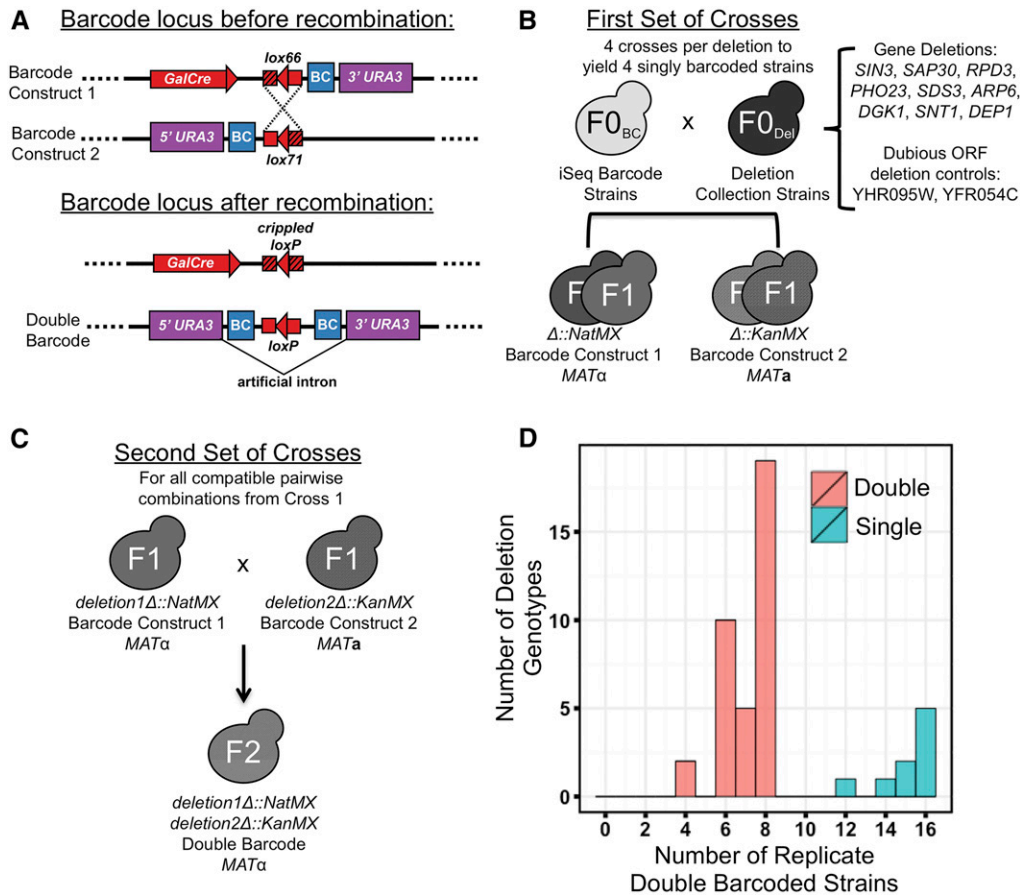 A
Barcode locus before recombination:
Barcode
Construct 1
GalCre
lox66
BC
3' URA3
Barcode
Construct 2
5' URA3
BC
lox71
Barcode locus after recombination:
GalCre
crippled
loxP
Double
Barcode
5' URA3
BC
loxP
BC
3' URA3
artificial intron
B
First Set of Crosses
4 crosses per deletion to
yield 4 singly barcoded strains
F0BC
x
F0Del
iSeq Barcode
Strains
Deletion
Collection Strains
Gene Deletions:
SIN3, SAP30, RPD3,
PHO23, SDS3, ARP6,
DGK1, SNT1, DEP1
Dubious ORF
deletion controls:
YHR095W, YFR054C
F
F1
F
F1
Δ::NatMX
Barcode Construct 1
MATα
Δ::KanMX
Barcode Construct 2
MATa
C
Second Set of Crosses
For all compatible pairwise
combinations from Cross 1
F1
x
F1
deletion1Δ::NatMX
Barcode Construct 1
MATα
deletion2Δ::KanMX
Barcode Construct 2
MATa
F2
deletion1Δ::NatMX
deletion2Δ::KanMX
Double Barcode
MATα
D
Number of Deletion
Genotypes
15
10
5
0
Double
Single
0 2 4 6 8 10 12 14 16
Number of Replicate
Double Barcoded Strains